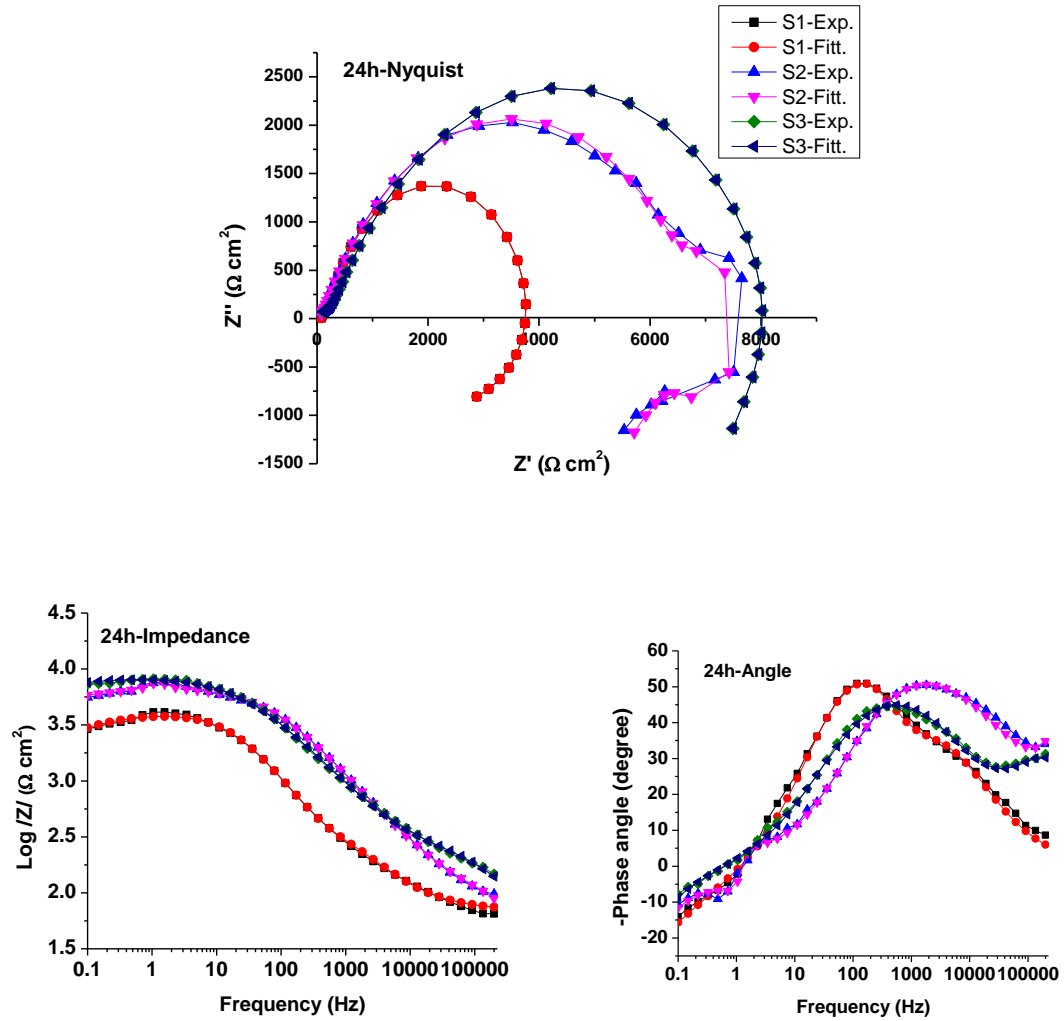 S1-Exp.
S1-Fitt.
S2-Exp.
S2-Fitt.
S3-Exp.
S3-Fitt.
24h-Nyquist
2500
2000
1500
1000
500
0
-500
-1000
-1500
0 2000 4000 6000 8000
Z'' (Ω cm²)
Z' (Ω cm²)
24h-Impedance
4.5
4.0
3.5
3.0
2.5
2.0
1.5
0.1 1 10 100 1000 10000 100000
Log /Z/ (Ω cm²)
Frequency (Hz)
24h-Angle
60
50
40
30
20
10
0
-10
-20
0.1 1 10 100 1000 10000 100000
-Phase angle (degree)
Frequency (Hz)